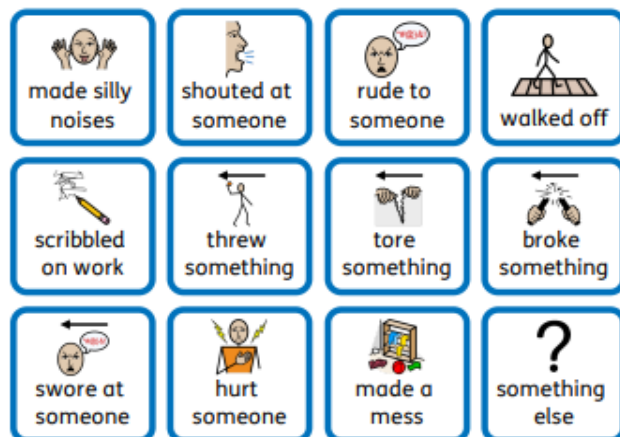 made silly
noises
shouted at
someone
rude to
someone
walked off
scribbled
on work
threw
something
tore
something
broke
something
swore at
someone
hurt
someone
made a
mess
?
something
else